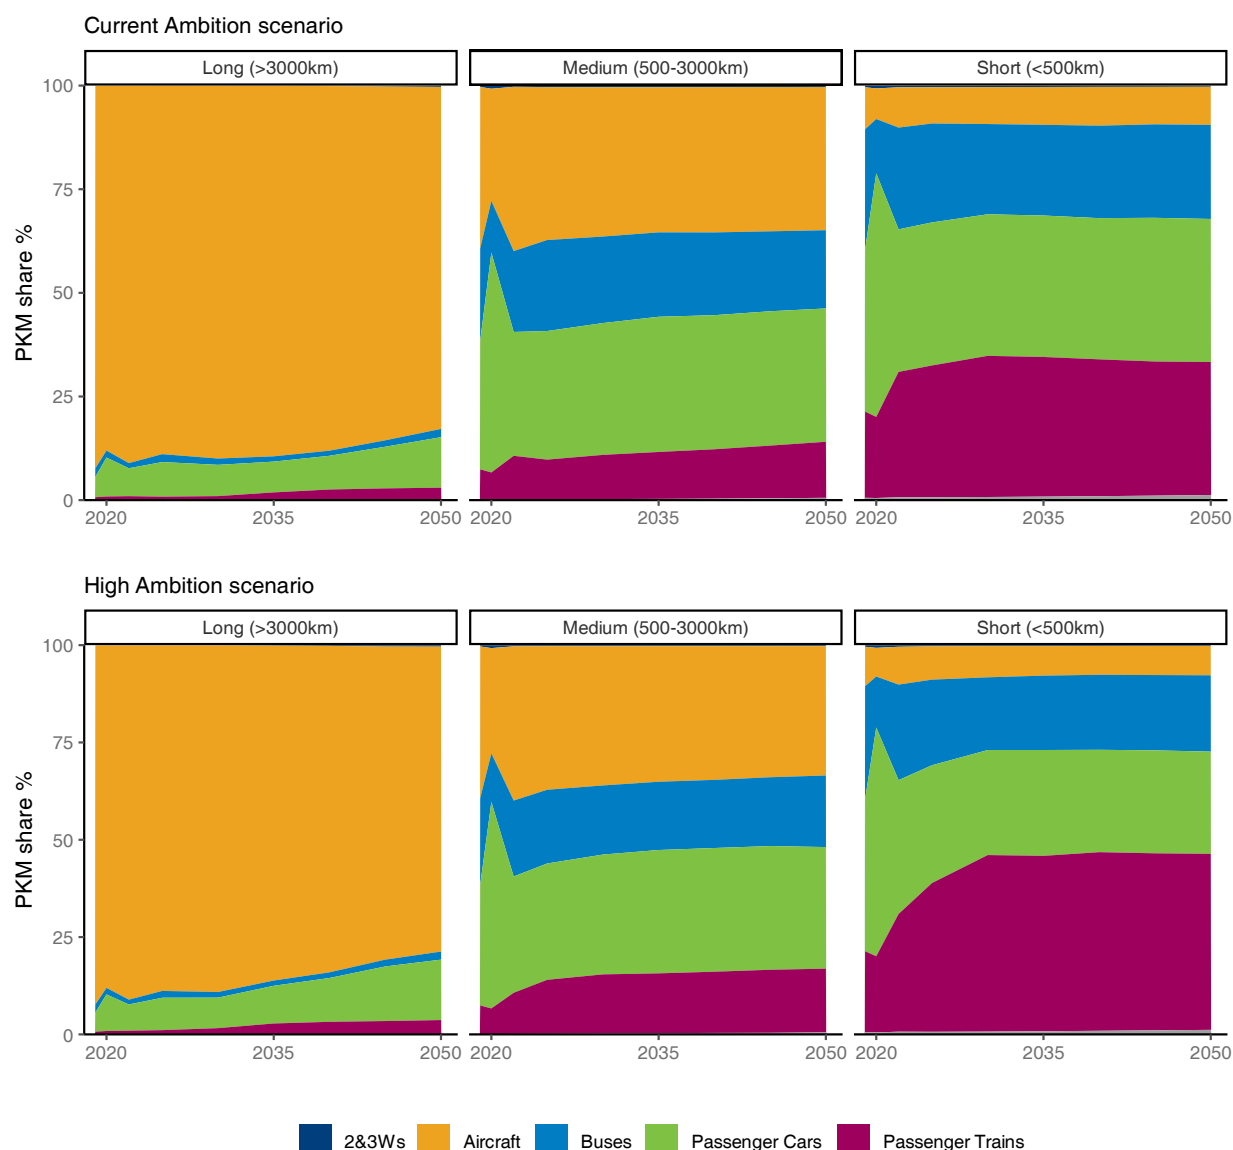 Current Ambition scenario
Long (>3000km) Medium (500-3000km) Short (<500km)
PKM share %
100
75
50
25
0
2020 2035 2050 2020 2035 2050 2020 2035 2050
High Ambition scenario
Long (>3000km) Medium (500-3000km) Short (<500km)
PKM share %
100
75
50
25
0
2020 2035 2050 2020 2035 2050 2020 2035 2050
2&3Ws Aircraft Buses Passenger Cars Passenger Trains